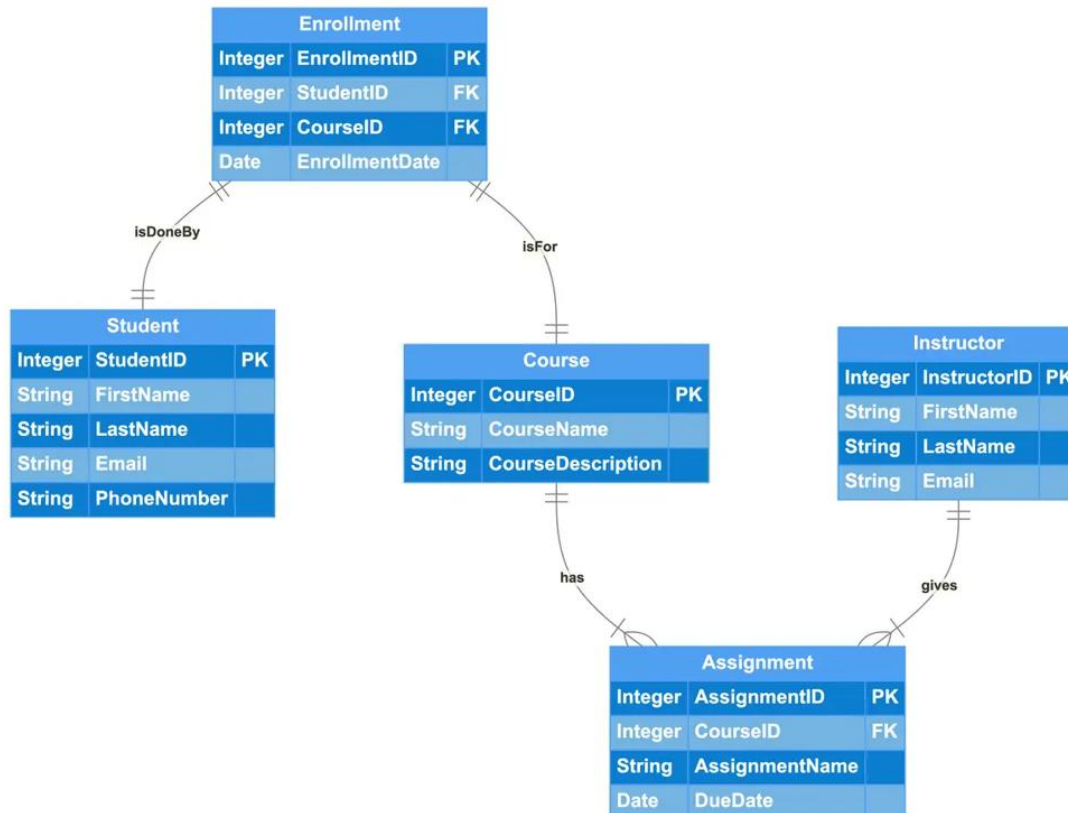 Enrollment
Integer EnrollmentID PK
Integer StudentID FK
Integer CourseID FK
Date EnrollmentDate
isDoneBy
isFor
Student
Integer StudentID PK
String FirstName
String LastName
String Email
String PhoneNumber
Course
Integer CourseID PK
String CourseName
String CourseDescription
Instructor
Integer InstructorID PK
String FirstName
String LastName
String Email
has
gives
Assignment
Integer AssignmentID PK
Integer CourseID FK
String AssignmentName
Date DueDate